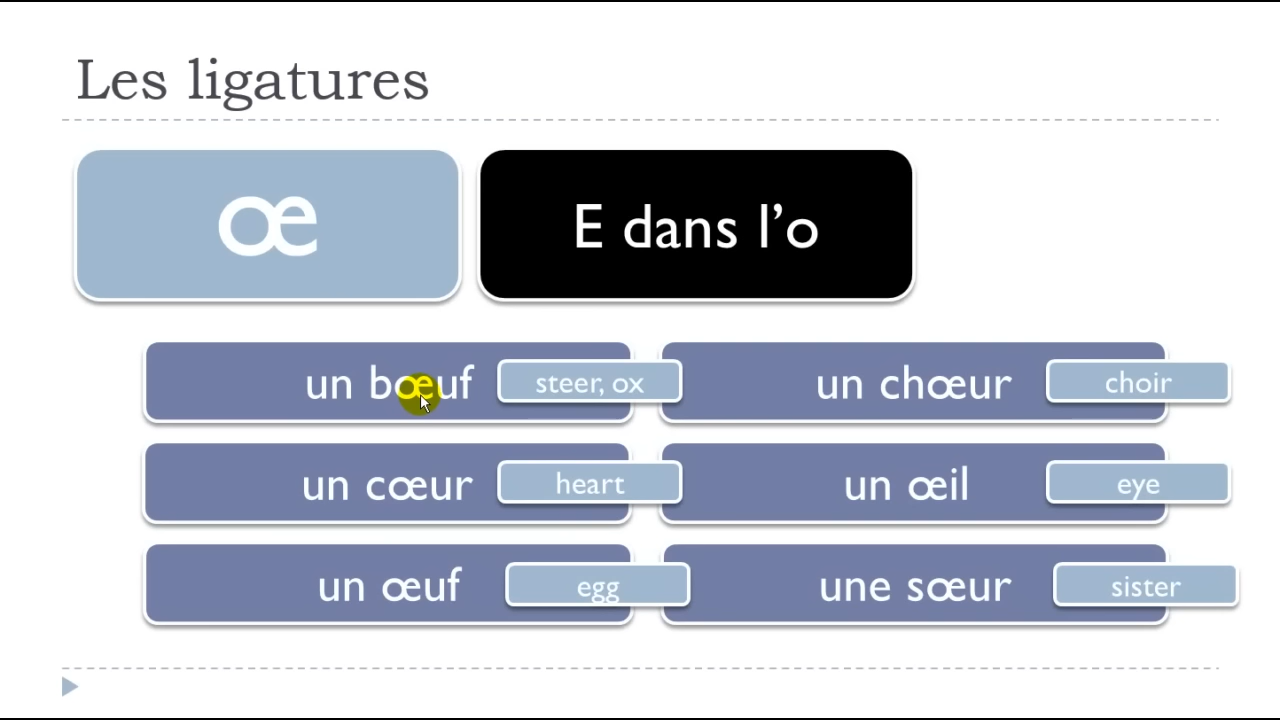 Les ligatures
œ
E dans l’o
un bœuf
steer, ox
un chœur
choir
un cœur
heart
un œil
eye
un œuf
egg
une sœur
sister